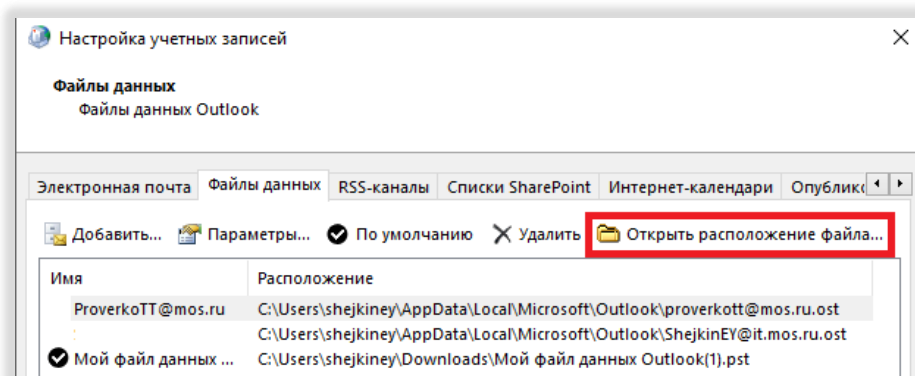 Настройка учетных записей
Файлы данных
Файлы данных Outlook
Электронная почта Файлы данных RSS-каналы Списки SharePoint Интернет-календари
Добавить... Параметры... По умолчанию Удалить Открыть расположение файла...
Имя Расположение
ProverkoTT@mos.ru C:\Users\shejkiney\AppData\Local\Microsoft\Outlook\proverkott@mos.ru.ost
C:\Users\shejkiney\AppData\Local\Microsoft\Outlook\ShejkinEY@it.mos.ru.ost
Мой файл данных ... C:\Users\shejkiney\Downloads\Мой файл данных Outlook(1).pst